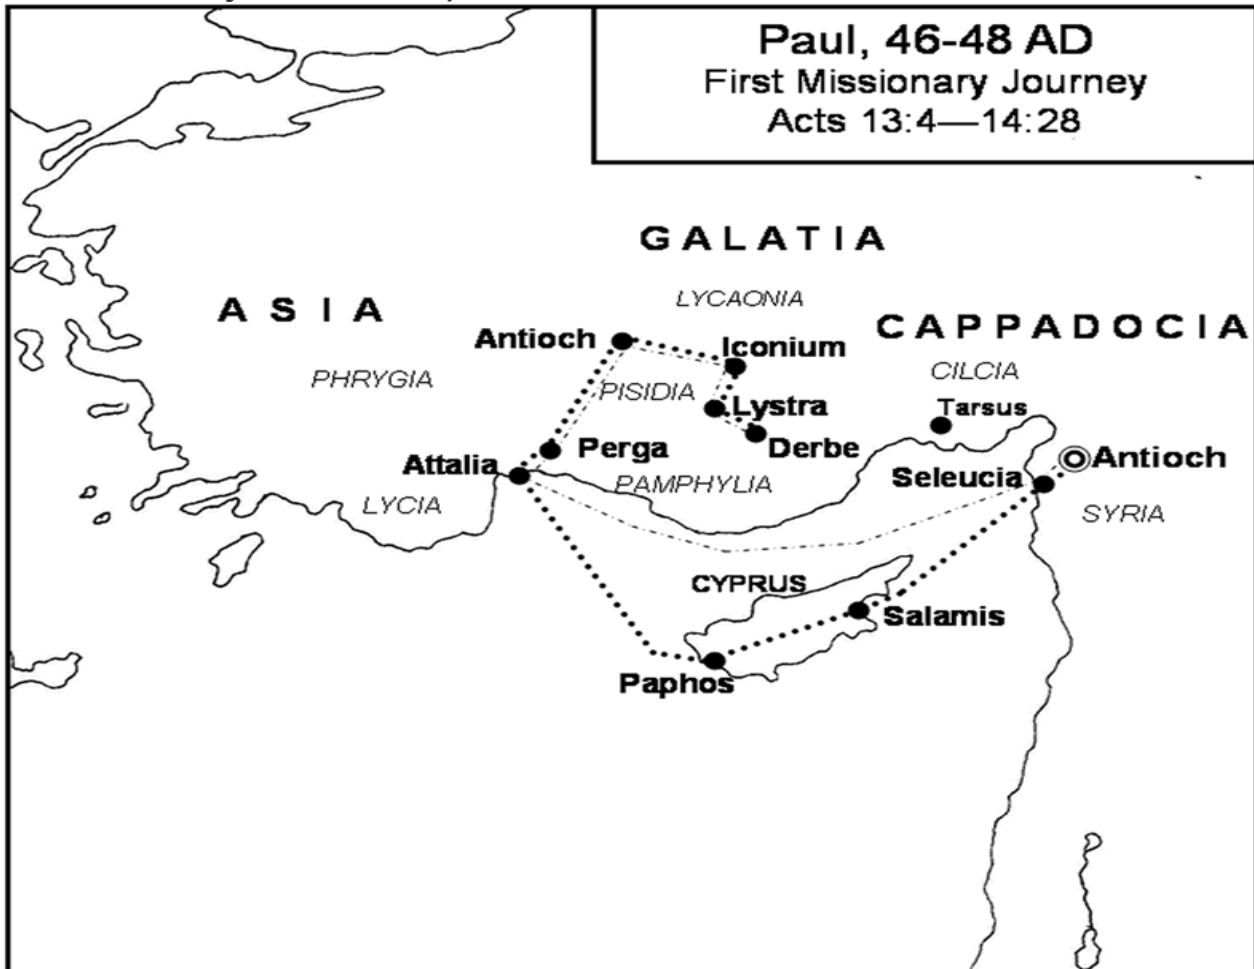 Paul, 46-48 AD
First Missionary Journey
Acts 13:4—14:28
GALATIA
LYCAONIA
ASIA
CAPPADOCIA
Antioch
Iconium
PHRYGIA
PISIDIA
CILCIA
Lystra
Tarsus
Perga
Derbe
Attalia
Antioch
Seleucia
PAMPHYLIA
LYCIA
SYRIA
CYPRUS
Salamis
Paphos